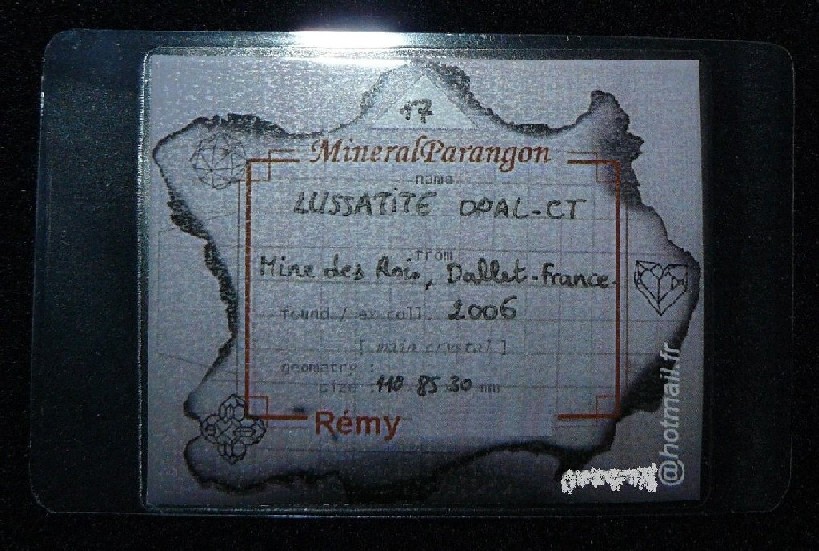 17
MineralParangon
name
LUSSATITE OPAL-CT
from
Mine des Rois, Dallet-France.
found / ex coll. 2006
[ main crystal ]
geometry :
size : 110 85 30 mm
Rémy
@hotmail.fr